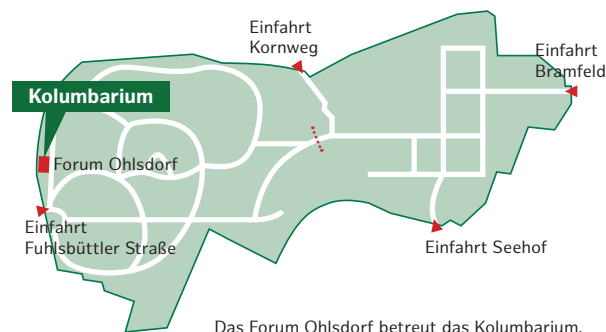 Einfahrt
Kornweg
Einfahrt
Bramfeld
Kolumbarium
Forum Ohlsdorf
Einfahrt
Fuhlsbüttler Straße
Einfahrt Seehof
Das Forum Ohlsdorf betreut das Kolumbarium.